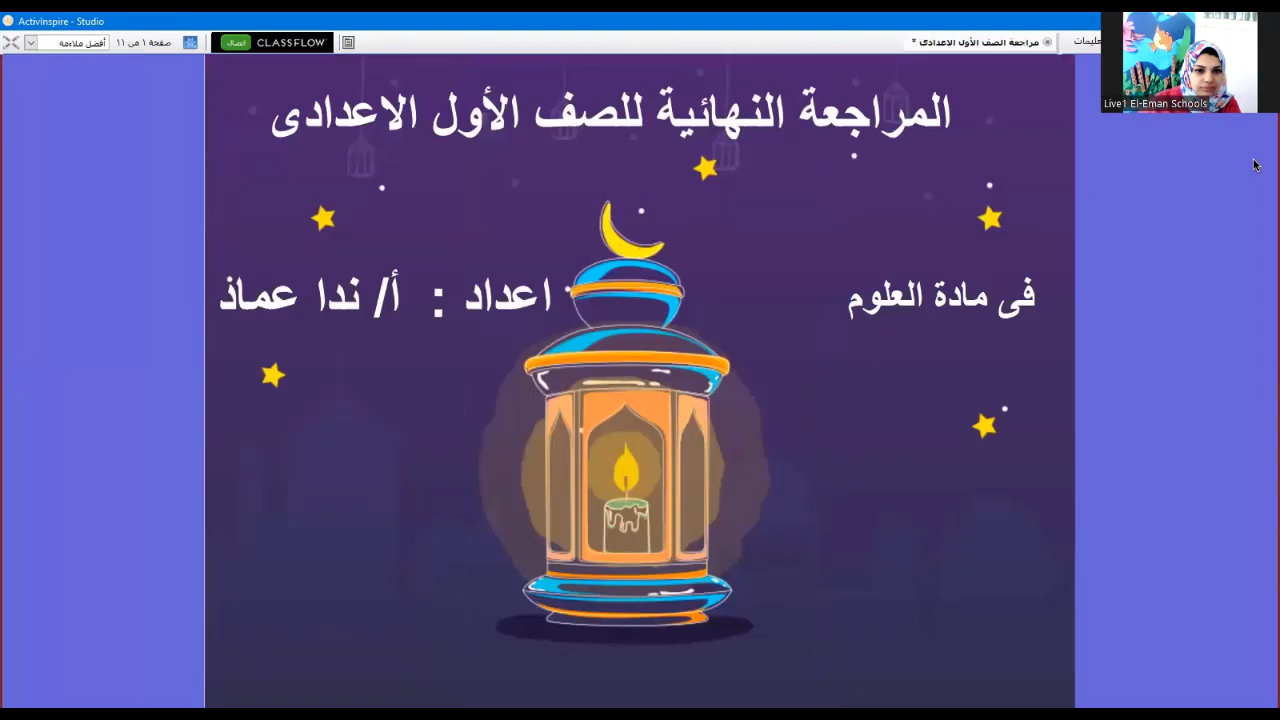 ActivInspire - Studio
أفضل ملاءمة
صفحة ١ من ١١
اتصال CLASSFLOW
مراجعة الصف الأول الاعدادى *
Live1 El-Eman Schools
المراجعة النهائية للصف الأول الاعدادى
فى مادة العلوم
اعداد : أ/ ندا عماد